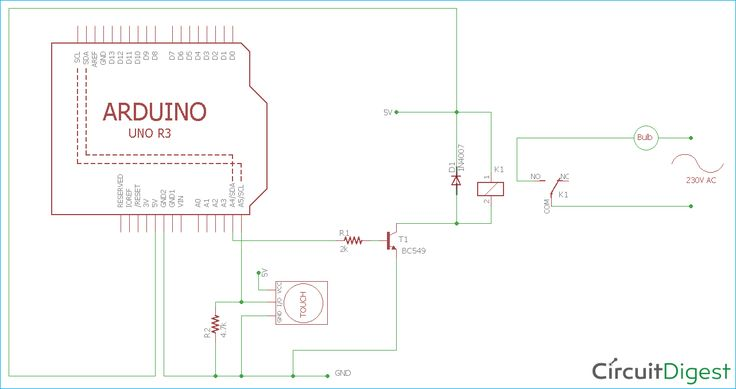 SCL SDA AREF GND D13 D12 D11 D10 D9 D8 D7 D6 D5 D4 D3 D2 D1 D0
ARDUINO
UNO R3
RESERVED IOREF /RESET 3V 5V GND2 GND1 VIN A0 A1 A2 A3 A4/SDA A5/SCL
5V
D1
1N4007
K1
1
2
Bulb
230V AC
NO
NC
K1
COM
R1
2k
T1
BC549
5V
GND I/O VCC
TOUCH
R2
4.7k
GND
CircuitDigest